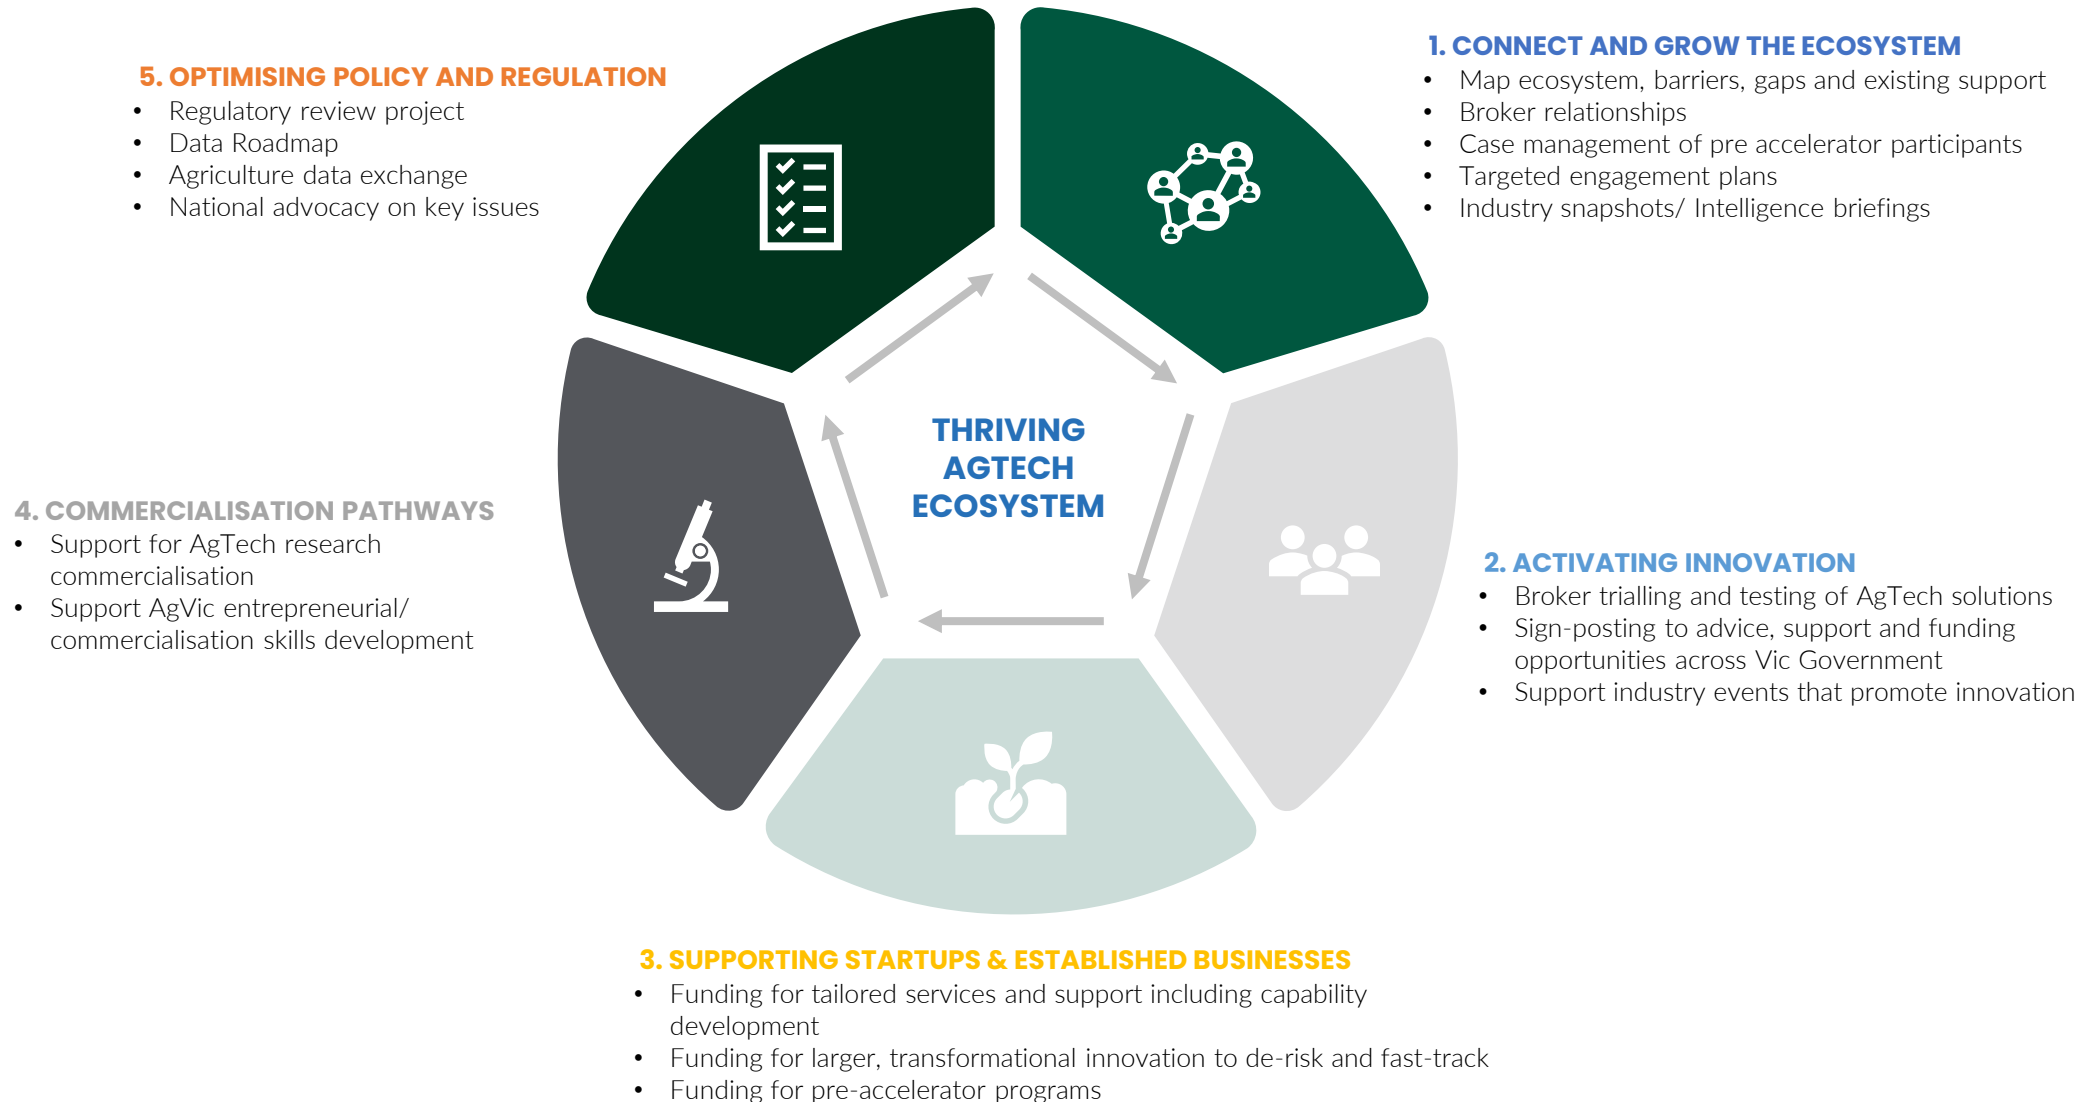 1. CONNECT AND GROW THE ECOSYSTEM
• Map ecosystem, barriers, gaps and existing support
• Broker relationships
• Case management of pre accelerator participants
• Targeted engagement plans
• Industry snapshots/ Intelligence briefings
2. ACTIVATING INNOVATION
• Broker trialling and testing of AgTech solutions
• Sign-posting to advice, support and funding
opportunities across Vic Government
• Support industry events that promote innovation
3. SUPPORTING STARTUPS & ESTABLISHED BUSINESSES
• Funding for tailored services and support including capability
development
• Funding for larger, transformational innovation to de-risk and fast-track
• Funding for pre-accelerator programs
4. COMMERCIALISATION PATHWAYS
• Support for AgTech research
commercialisation
• Support AgVic entrepreneurial/
commercialisation skills development
5. OPTIMISING POLICY AND REGULATION
• Regulatory review project
• Data Roadmap
• Agriculture data exchange
• National advocacy on key issues
THRIVING
AGTECH
ECOSYSTEM